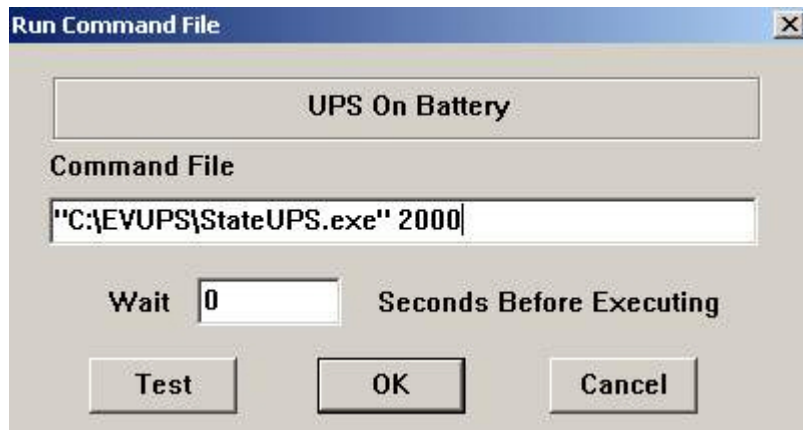 Run Command File
UPS On Battery
Command File
"C:\EVUPS\StateUPS.exe" 2000
Wait 0 Seconds Before Executing
Test OK Cancel